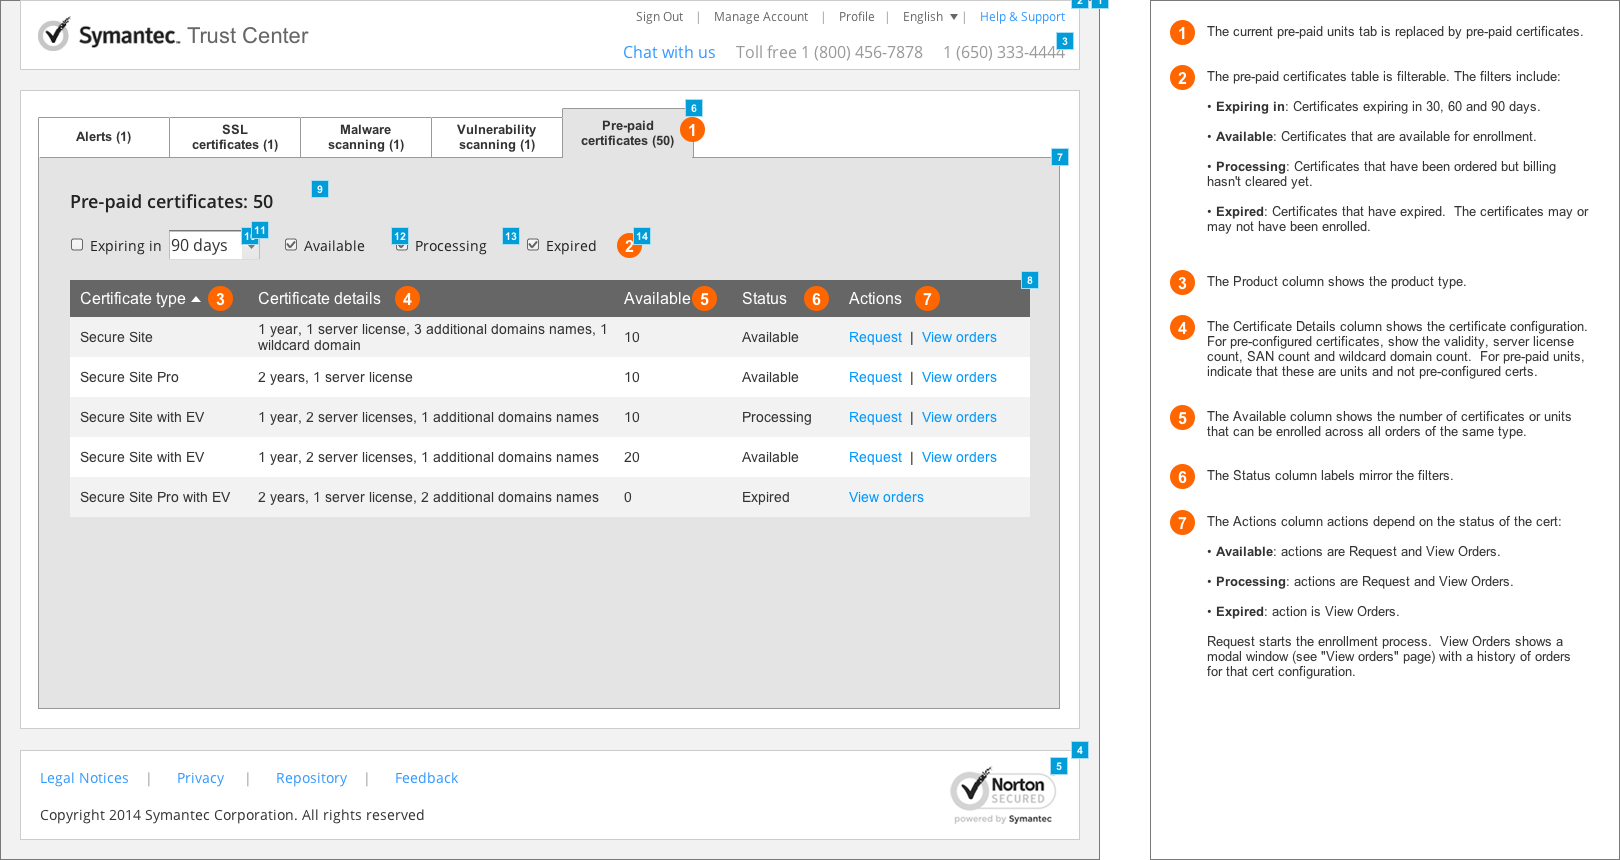 Sign Out | Manage Account | Profile | English | Help & Support
2 1
Symantec. Trust Center
3
Chat with us Toll free 1 (800) 456-7878 1 (650) 333-4444
6
Alerts (1)
SSL
certificates (1)
Malware
scanning (1)
Vulnerability
scanning (1)
Pre-paid
certificates (50)
1
7
Pre-paid certificates: 50
9
Expiring in 90 days 10 11 Available 12 Processing 13 Expired 2 14
8
Certificate type 3 Certificate details 4 Available 5 Status 6 Actions 7
Secure Site
1 year, 1 server license, 3 additional domains names, 1
wildcard domain
10 Available Request | View orders
Secure Site Pro 2 years, 1 server license 10 Available Request | View orders
Secure Site with EV 1 year, 2 server licenses, 1 additional domains names 10 Processing Request | View orders
Secure Site with EV 1 year, 2 server licenses, 1 additional domains names 20 Available Request | View orders
Secure Site Pro with EV 2 years, 1 server license, 2 additional domains names 0 Expired View orders
4
5
Legal Notices | Privacy | Repository | Feedback
Copyright 2014 Symantec Corporation. All rights reserved
Norton
SECURED
powered by Symantec
1 The current pre-paid units tab is replaced by pre-paid certificates.
2 The pre-paid certificates table is filterable. The filters include:
• Expiring in: Certificates expiring in 30, 60 and 90 days.
• Available: Certificates that are available for enrollment.
• Processing: Certificates that have been ordered but billing
hasn't cleared yet.
• Expired: Certificates that have expired. The certificates may or
may not have been enrolled.
3 The Product column shows the product type.
4 The Certificate Details column shows the certificate configuration.
For pre-configured certificates, show the validity, server license
count, SAN count and wildcard domain count. For pre-paid units,
indicate that these are units and not pre-configured certs.
5 The Available column shows the number of certificates or units
that can be enrolled across all orders of the same type.
6 The Status column labels mirror the filters.
7 The Actions column actions depend on the status of the cert:
• Available: actions are Request and View Orders.
• Processing: actions are Request and View Orders.
• Expired: action is View Orders.
Request starts the enrollment process. View Orders shows a
modal window (see "View orders" page) with a history of orders
for that cert configuration.